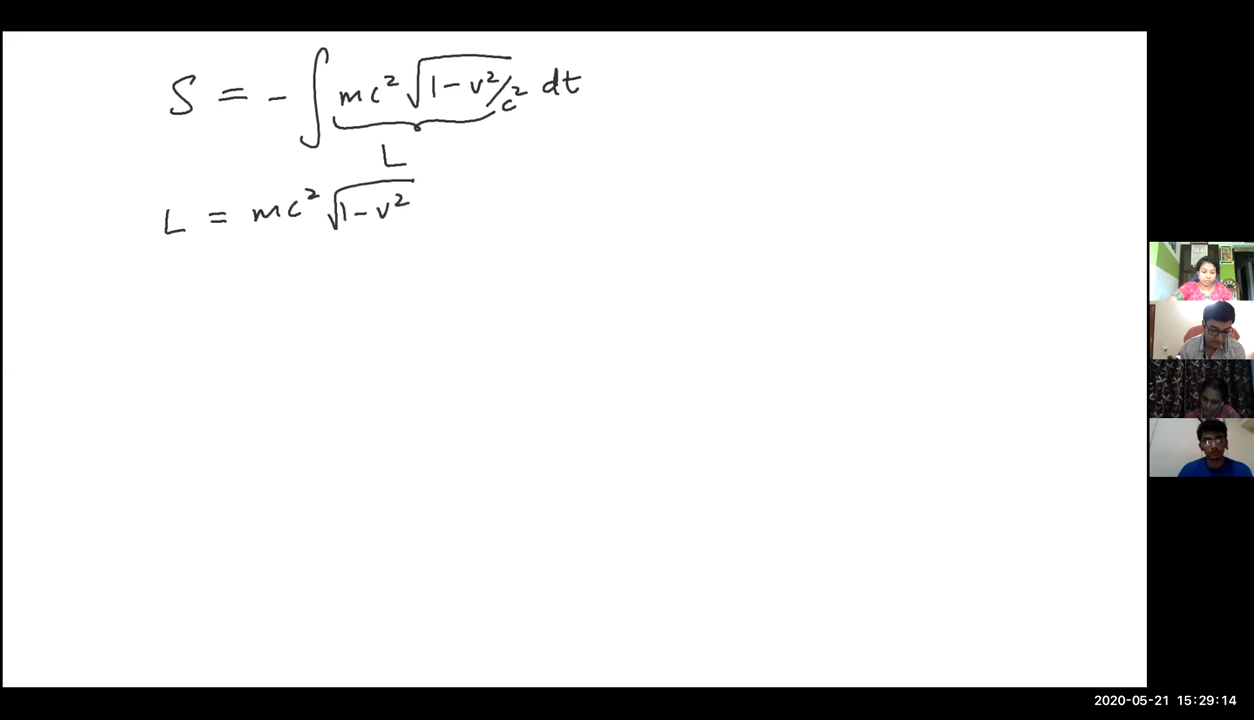 S = - ∫ mc² √(1 - v²/c²) dt
L
L = mc² √(1 - v²)
2020-05-21 15:29:14